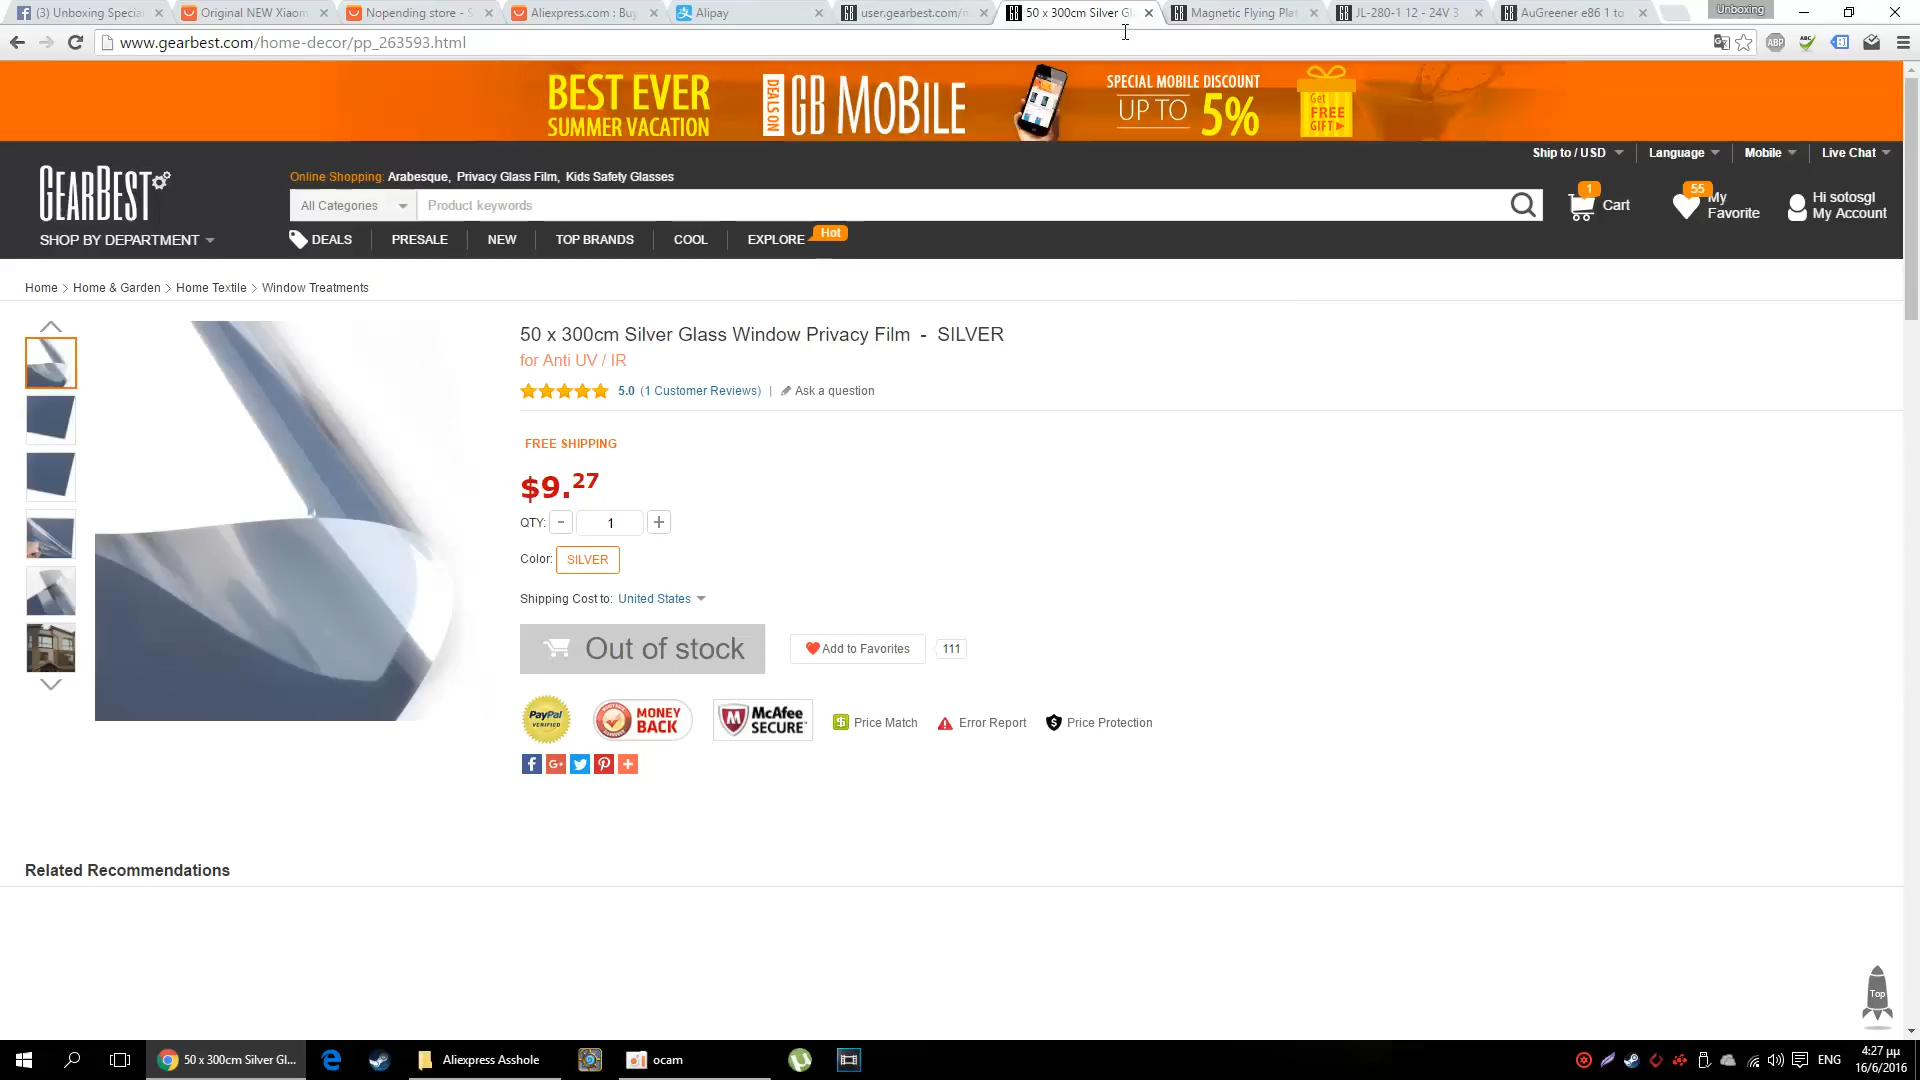 (3) Unboxing Special
Original NEW Xiaom
Nopending store - S
Aliexpress.com : Buy
Alipay
user.gearbest.com/m
50 x 300cm Silver Gl
Magnetic Flying Plat
JL-280-1 12 - 24V 3
AuGreener e86 1 to
Unboxing
www.gearbest.com/home-decor/pp_263593.html
ABP
BEST EVER
SUMMER VACATION
DEALS ON
GB MOBILE
SPECIAL MOBILE DISCOUNT
UP TO 5%
Get
FREE
GIFT
Ship to / USD
Language
Mobile
Live Chat
GEARBEST
Online Shopping: Arabesque, Privacy Glass Film, Kids Safety Glasses
All Categories
Product keywords
1
Cart
55
My
Favorite
Hi sotosgl
My Account
SHOP BY DEPARTMENT
DEALS
PRESALE
NEW
TOP BRANDS
COOL
EXPLORE
Hot
Home > Home & Garden > Home Textile > Window Treatments
50 x 300cm Silver Glass Window Privacy Film - SILVER
for Anti UV / IR
5.0 (1 Customer Reviews) | Ask a question
FREE SHIPPING
$9.27
QTY: - 1 +
Color: SILVER
Shipping Cost to: United States
Out of stock
Add to Favorites
111
PayPal
VERIFIED
MONEY
BACK
McAfee
SECURE
Price Match
Error Report
Price Protection
Related Recommendations
Top
50 x 300cm Silver Gl...
Aliexpress Asshole
ocam
ENG
4:27 μμ
16/6/2016